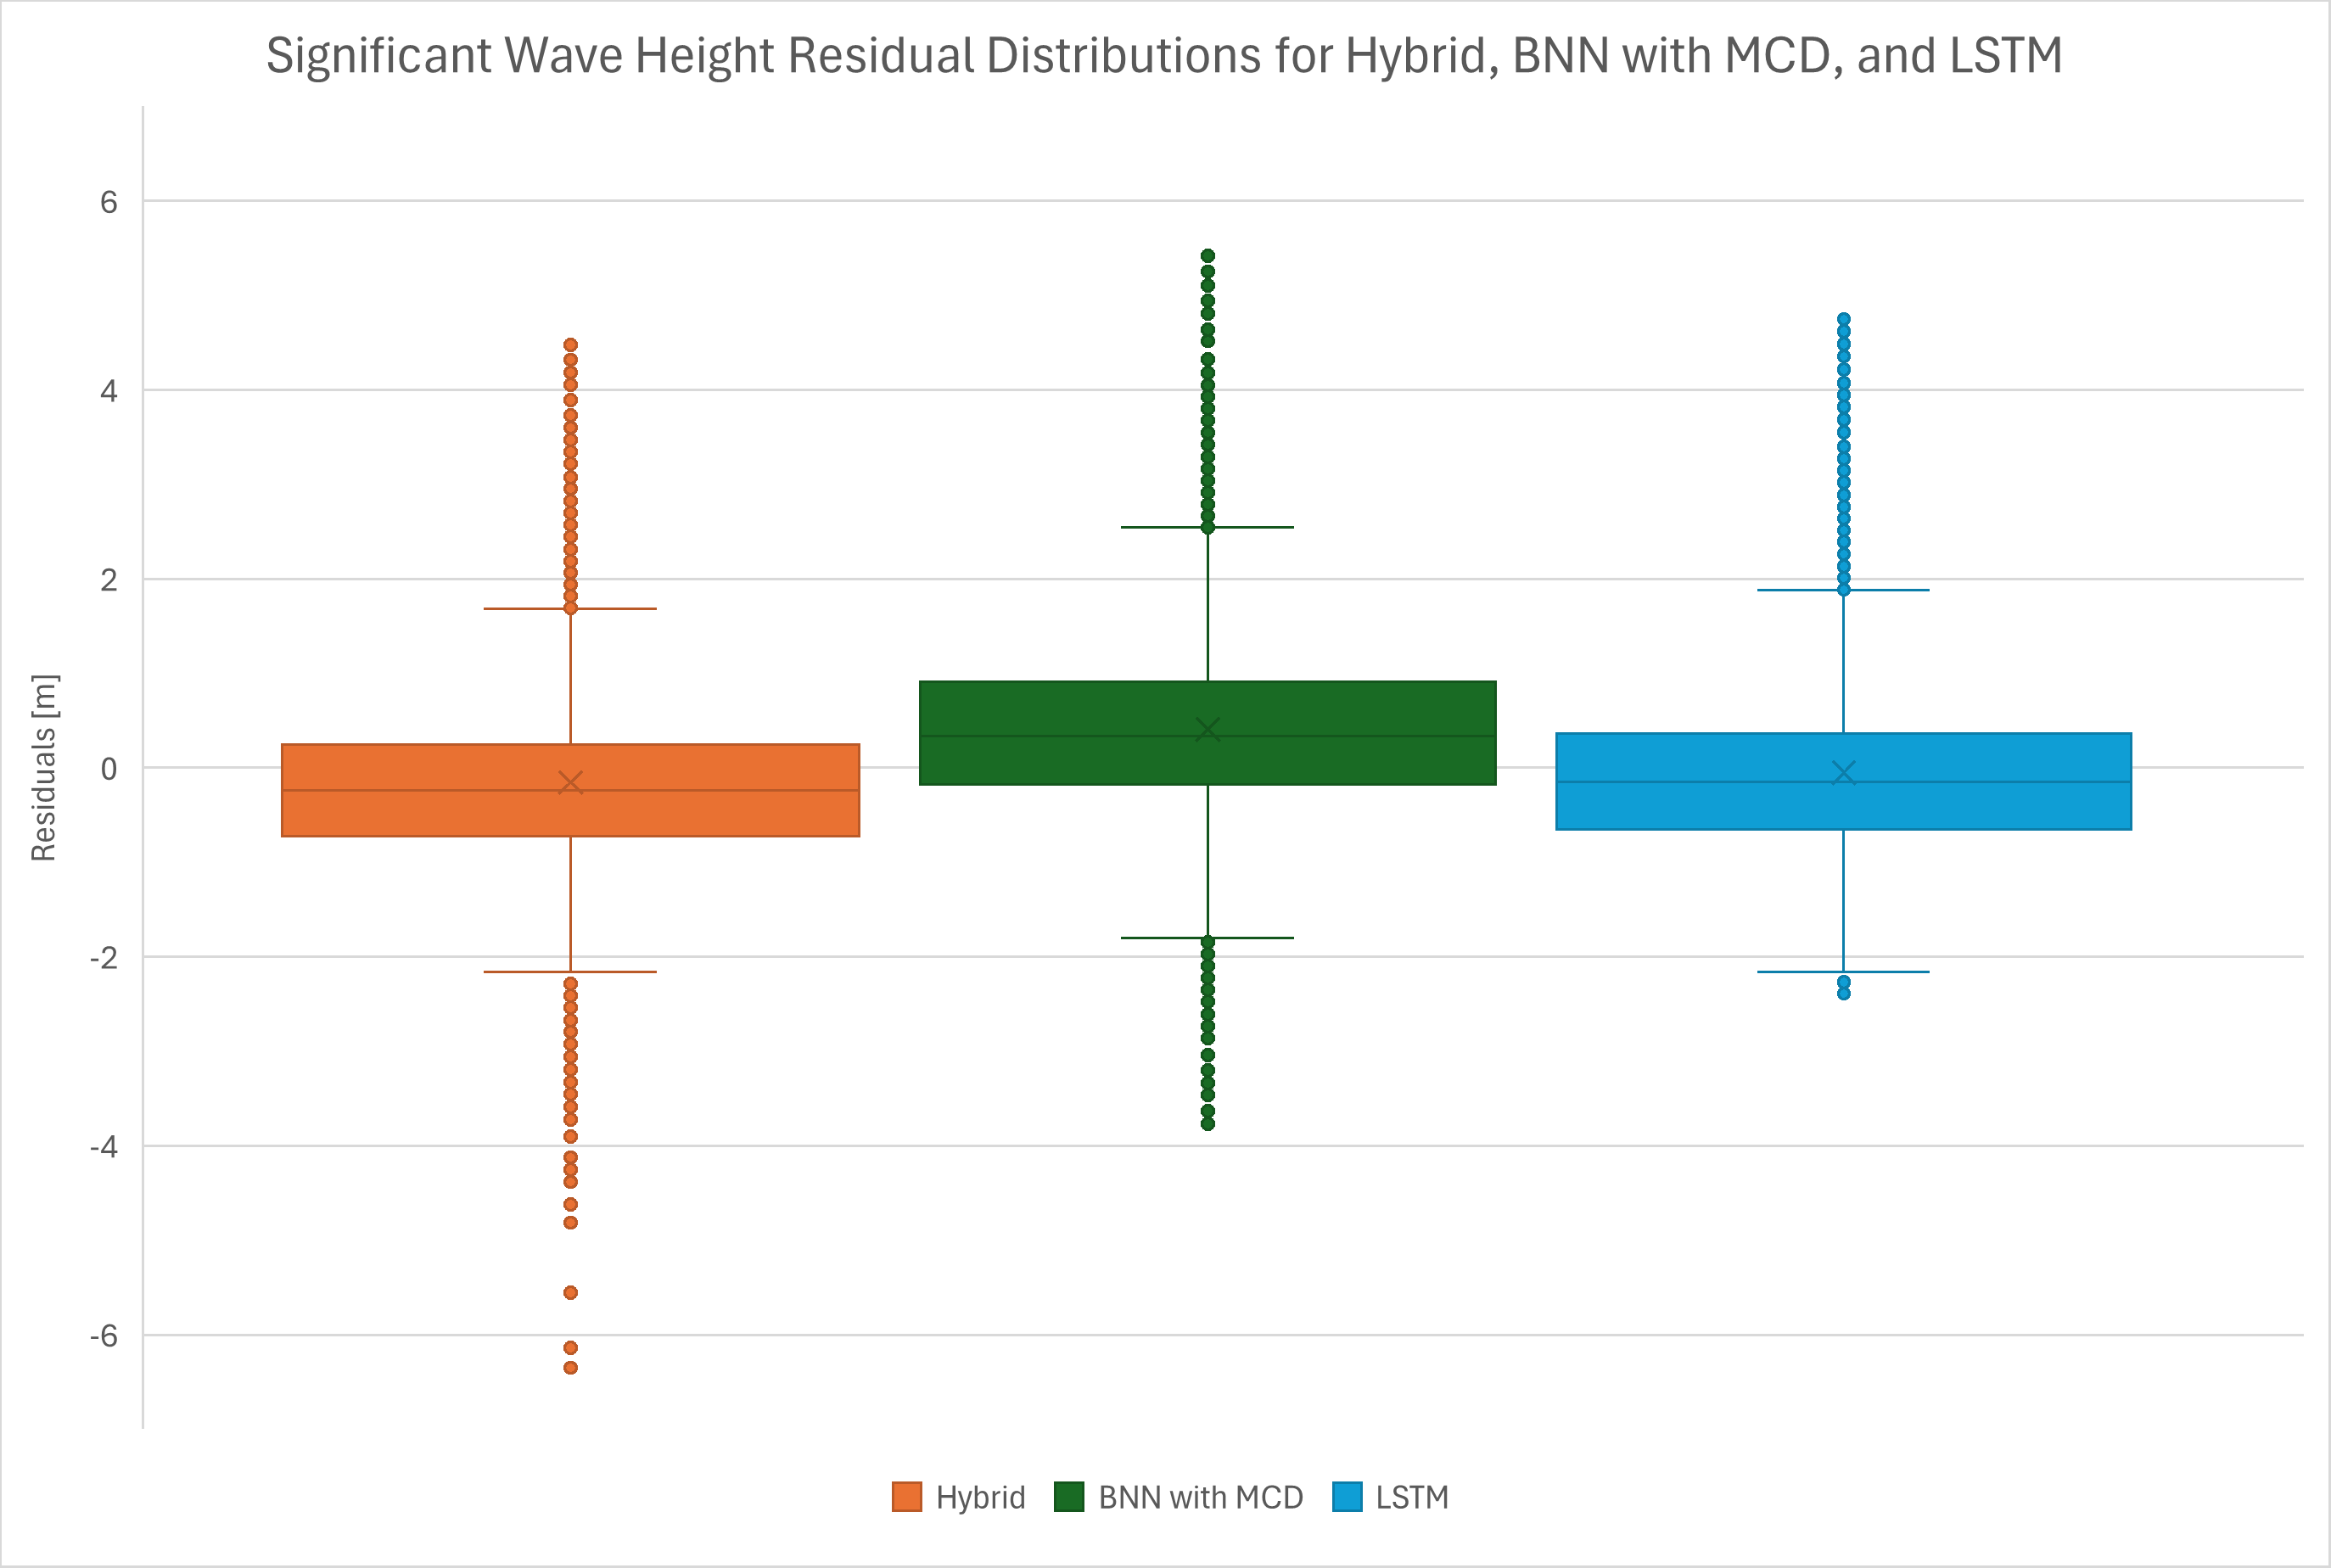 Significant Wave Height Residual Distributions for Hybrid, BNN with MCD, and LSTM
6
4
2
0
-2
-4
-6
Residuals [m]
Hybrid
BNN with MCD
LSTM